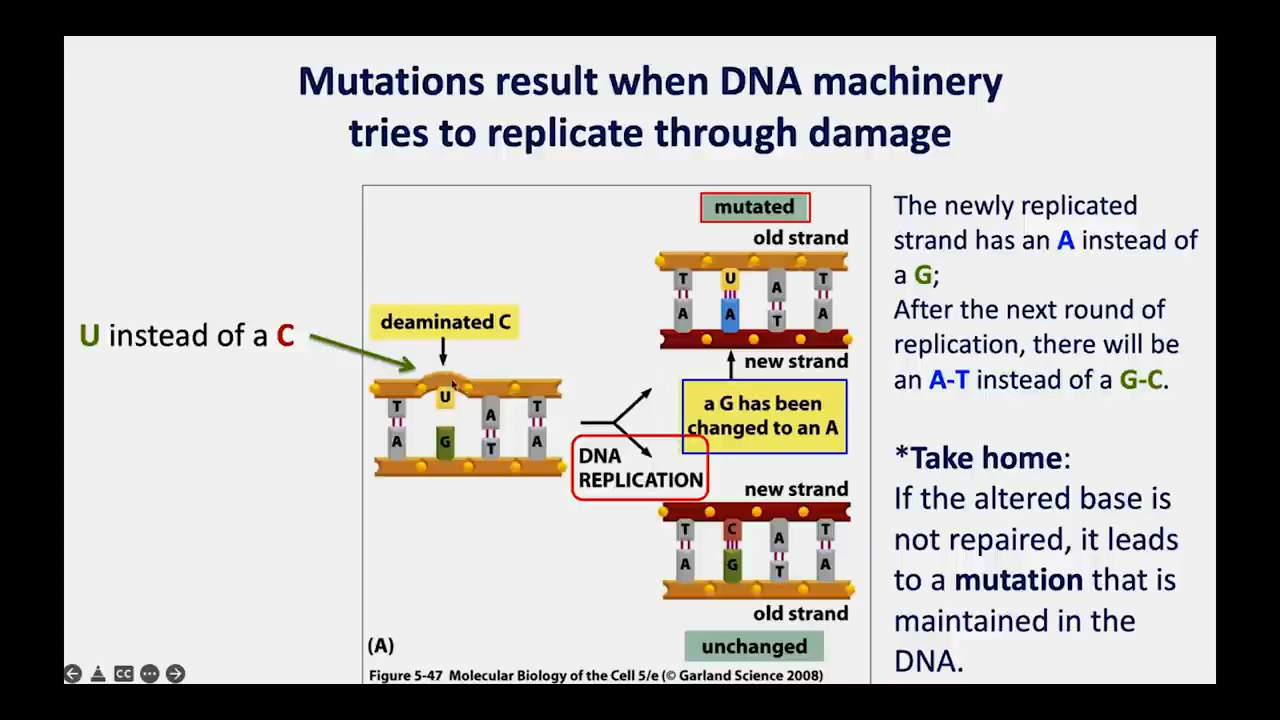 Mutations result when DNA machinery
tries to replicate through damage
U instead of a C
deaminated C
U
T A T
A G T A
DNA
REPLICATION
mutated
old strand
T U A T
A A T A
new strand
a G has been
changed to an A
new strand
T C A T
A G T A
old strand
unchanged
(A)
Figure 5-47 Molecular Biology of the Cell 5/e (© Garland Science 2008)
The newly replicated
strand has an A instead of
a G;
After the next round of
replication, there will be
an A-T instead of a G-C.
*Take home:
If the altered base is
not repaired, it leads
to a mutation that is
maintained in the
DNA.
CC